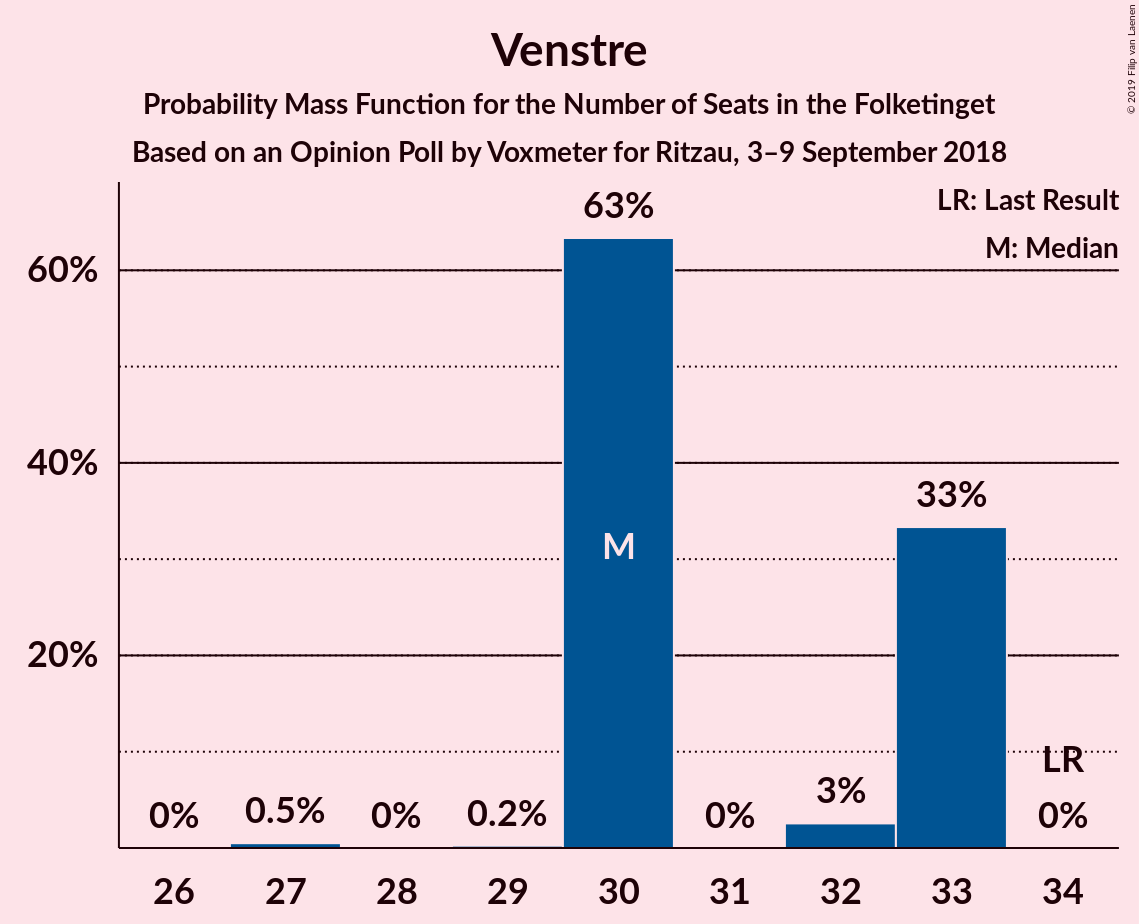 Venstre
Probability Mass Function for the Number of Seats in the Folketinget
Based on an Opinion Poll by Voxmeter for Ritzau, 3–9 September 2018
© 2019 Filip van Laenen
LR: Last Result
M: Median
60%
40%
20%
0%
0.5%
0%
0.2%
63%
M
0%
3%
33%
LR
0%
26 27 28 29 30 31 32 33 34